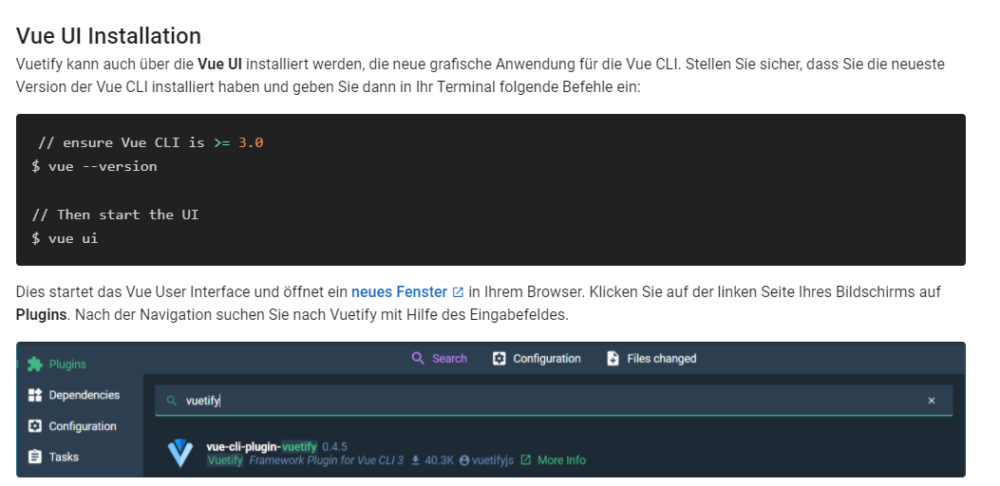 Vue UI Installation
Vuetify kann auch über die Vue UI installiert werden, die neue grafische Anwendung für die Vue CLI. Stellen Sie sicher, dass Sie die neueste
Version der Vue CLI installiert haben und geben Sie dann in Ihr Terminal folgende Befehle ein:
// ensure Vue CLI is >= 3.0
$ vue --version
// Then start the UI
$ vue ui
Dies startet das Vue User Interface und öffnet ein neues Fenster in Ihrem Browser. Klicken Sie auf der linken Seite Ihres Bildschirms auf
Plugins. Nach der Navigation suchen Sie nach Vuetify mit Hilfe des Eingabefeldes.
Plugins
Dependencies
Configuration
Tasks
Search Configuration Files changed
vuetify
vue-cli-plugin-vuetify 0.4.5
Vuetify Framework Plugin for Vue CLI 3 40.3K vuetifyjs More Info